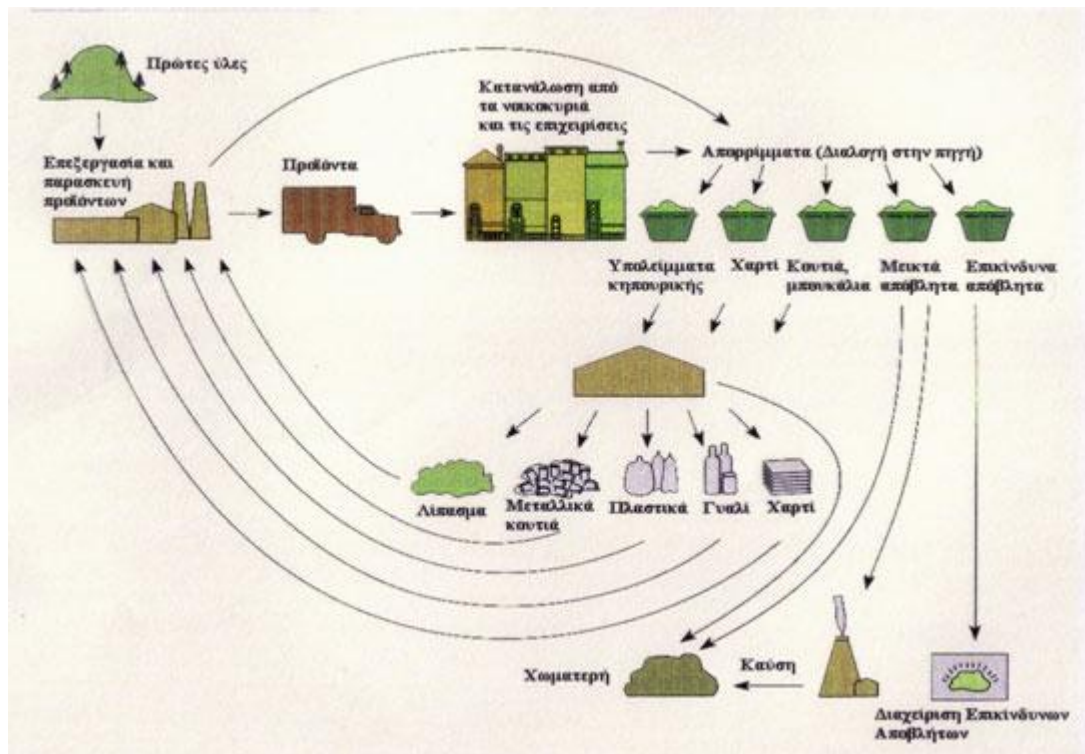 Πρώτες ύλες
Κατανάλωση από
τα νοικοκυριά
και τις επιχειρίσεις
Επεξεργασία και
παρασκευή
προϊόντων
Προϊόντα
Απορρίμματα (Διαλογή στην πηγή)
Υπολείμματα
κηπουρικής
Χαρτί
Κουτιά,
μπουκάλια
Μεικτά
απόβλητα
Επικίνδυνα
απόβλητα
Λίπασμα
Μεταλλικά
κουτιά
Πλαστικά
Γυαλί
Χαρτί
Χωματερή
Καύση
Διαχείριση Επικίνδυνων
Αποβλήτων